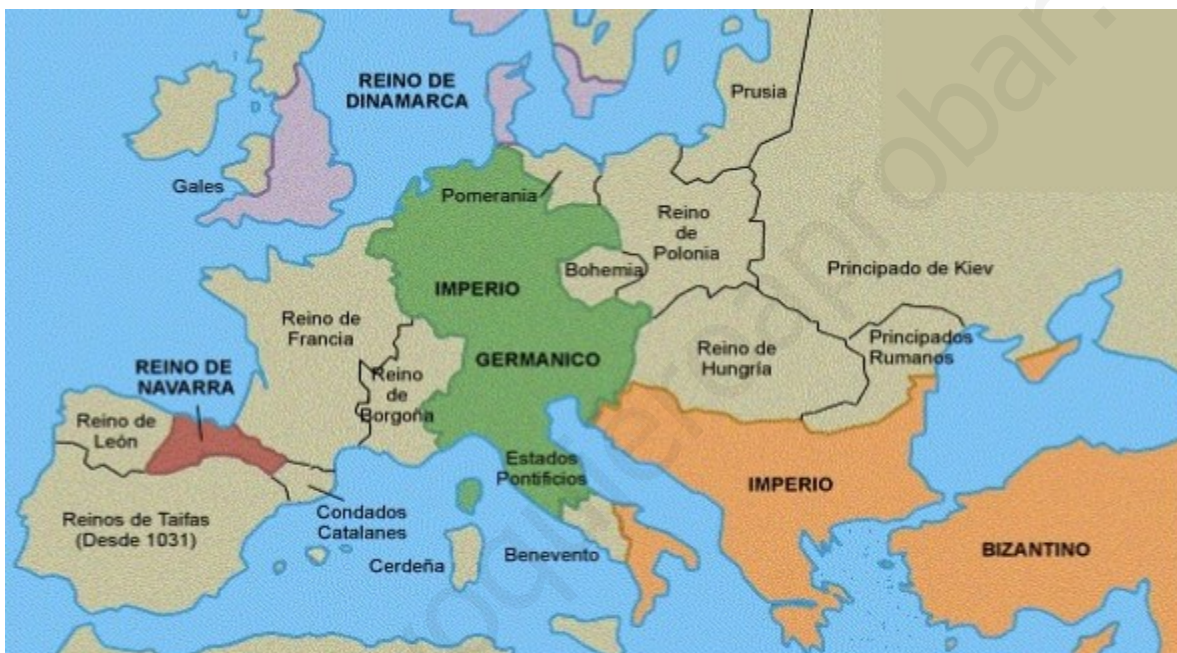 REINO DE
DINAMARCA
Prusia
Gales
Pomerania
Reino
de
Polonia
Bohemia
Principado de Kiev
IMPERIO
GERMANICO
Reino de
Francia
Principados
Rumanos
Reino de
Hungría
REINO DE
NAVARRA
Reino
de
Borgoña
Reino de
León
Estados
Pontificios
IMPERIO
BIZANTINO
Condados
Catalanes
Reinos de Taifas
(Desde 1031)
Cerdeña
Benevento